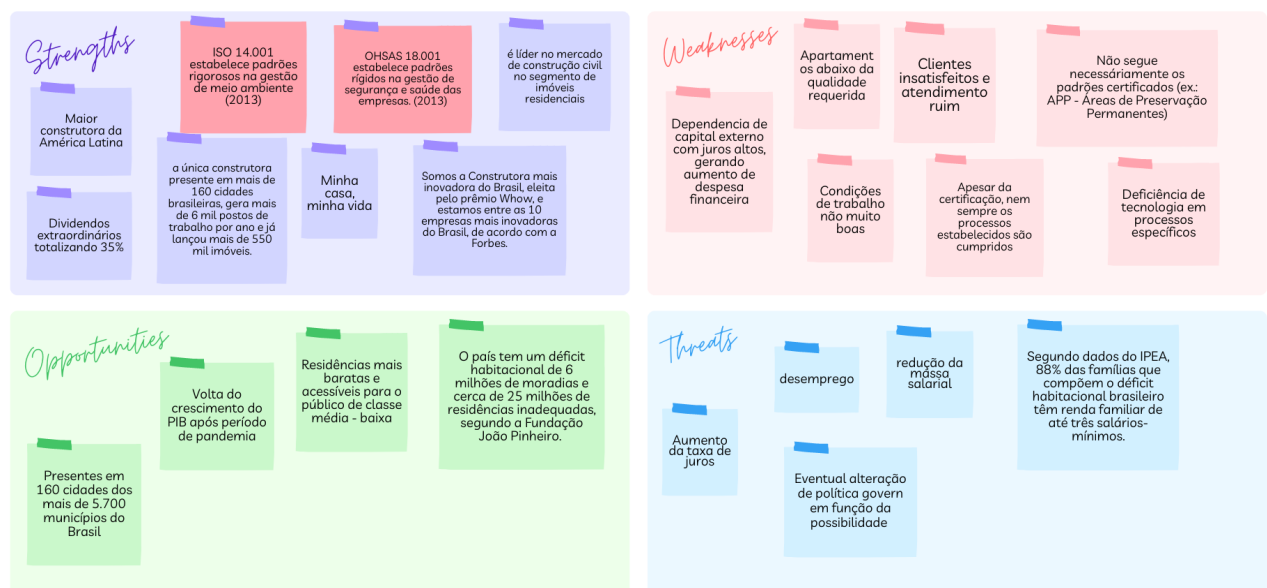 Strengths
ISO 14.001
estabelece padrões
rigorosos na gestão
de meio ambiente
(2013)
OHSAS 18.001
estabelece padrões
rígidos na gestão de
segurança e saúde das
empresas. (2013)
é líder no mercado
de construção civil
no segmento de
imóveis
residenciais
Maior
construtora da
América Latina
a única construtora
presente em mais de
160 cidades
brasileiras, gera mais
de 6 mil postos de
trabalho por ano e já
lançou mais de 550
mil imóveis.
Minha
casa,
minha vida
Somos a Construtora mais
inovadora do Brasil, eleita
pelo prêmio Whow, e
estamos entre as 10
empresas mais inovadoras
do Brasil, de acordo com a
Forbes.
Dividendos
extraordinários
totalizando 35%
Weaknesses
Apartament
os abaixo da
qualidade
requerida
Clientes
insatisfeitos e
atendimento
ruim
Não segue
necessáriamente os
padrões certificados (ex.:
APP - Áreas de Preservação
Permanentes)
Dependencia de
capital externo
com juros altos,
gerando
aumento de
despesa
financeira
Condições
de trabalho
não muito
boas
Apesar da
certificação, nem
sempre os
processos
estabelecidos são
cumpridos
Deficiência de
tecnologia em
processos
específicos
Opportunities
Volta do
crescimento do
PIB após período
de pandemia
Residências mais
baratas e
acessíveis para o
público de classe
média - baixa
O país tem um déficit
habitacional de 6
milhões de moradias e
cerca de 25 milhões de
residências inadequadas,
segundo a Fundação
João Pinheiro.
Presentes em
160 cidades dos
mais de 5.700
municípios do
Brasil
Threats
desemprego
redução da
massa
salarial
Segundo dados do IPEA,
88% das famílias que
compõem o déficit
habitacional brasileiro
têm renda familiar de
até três salários-
mínimos.
Aumento
da taxa de
juros
Eventual alteração
de política govern
em função da
possibilidade